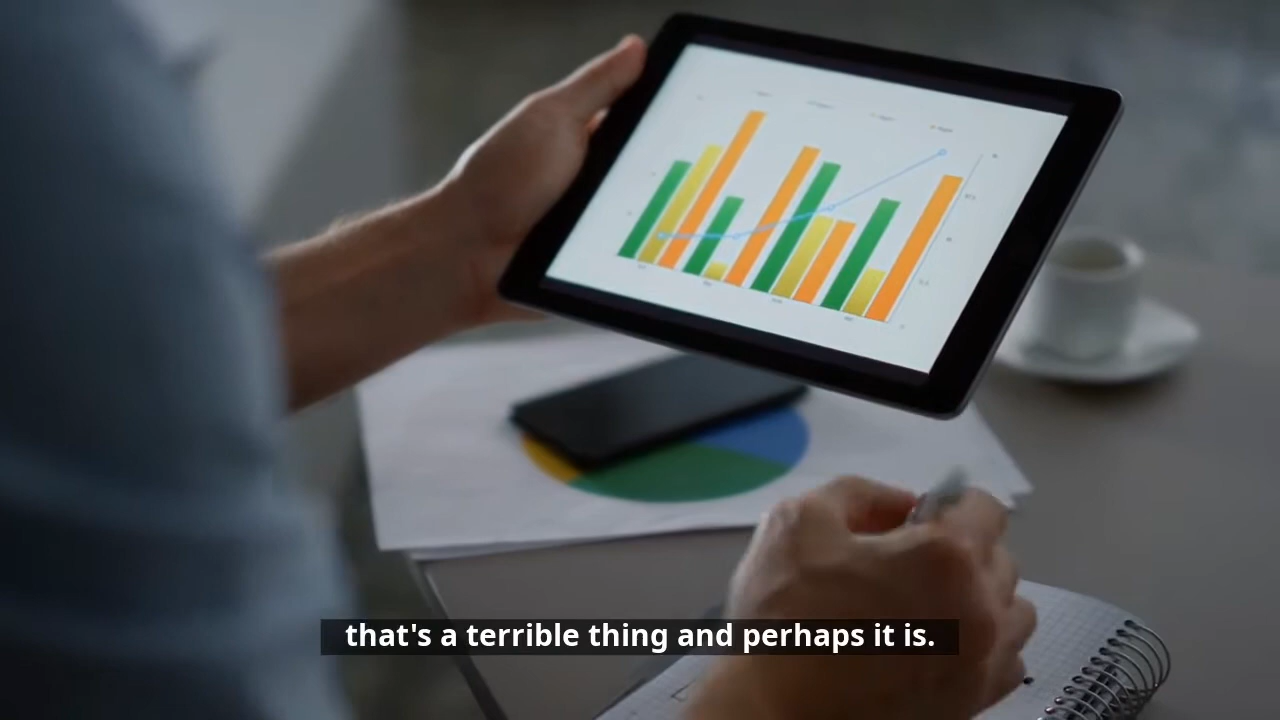 that's a terrible thing and perhaps it is.